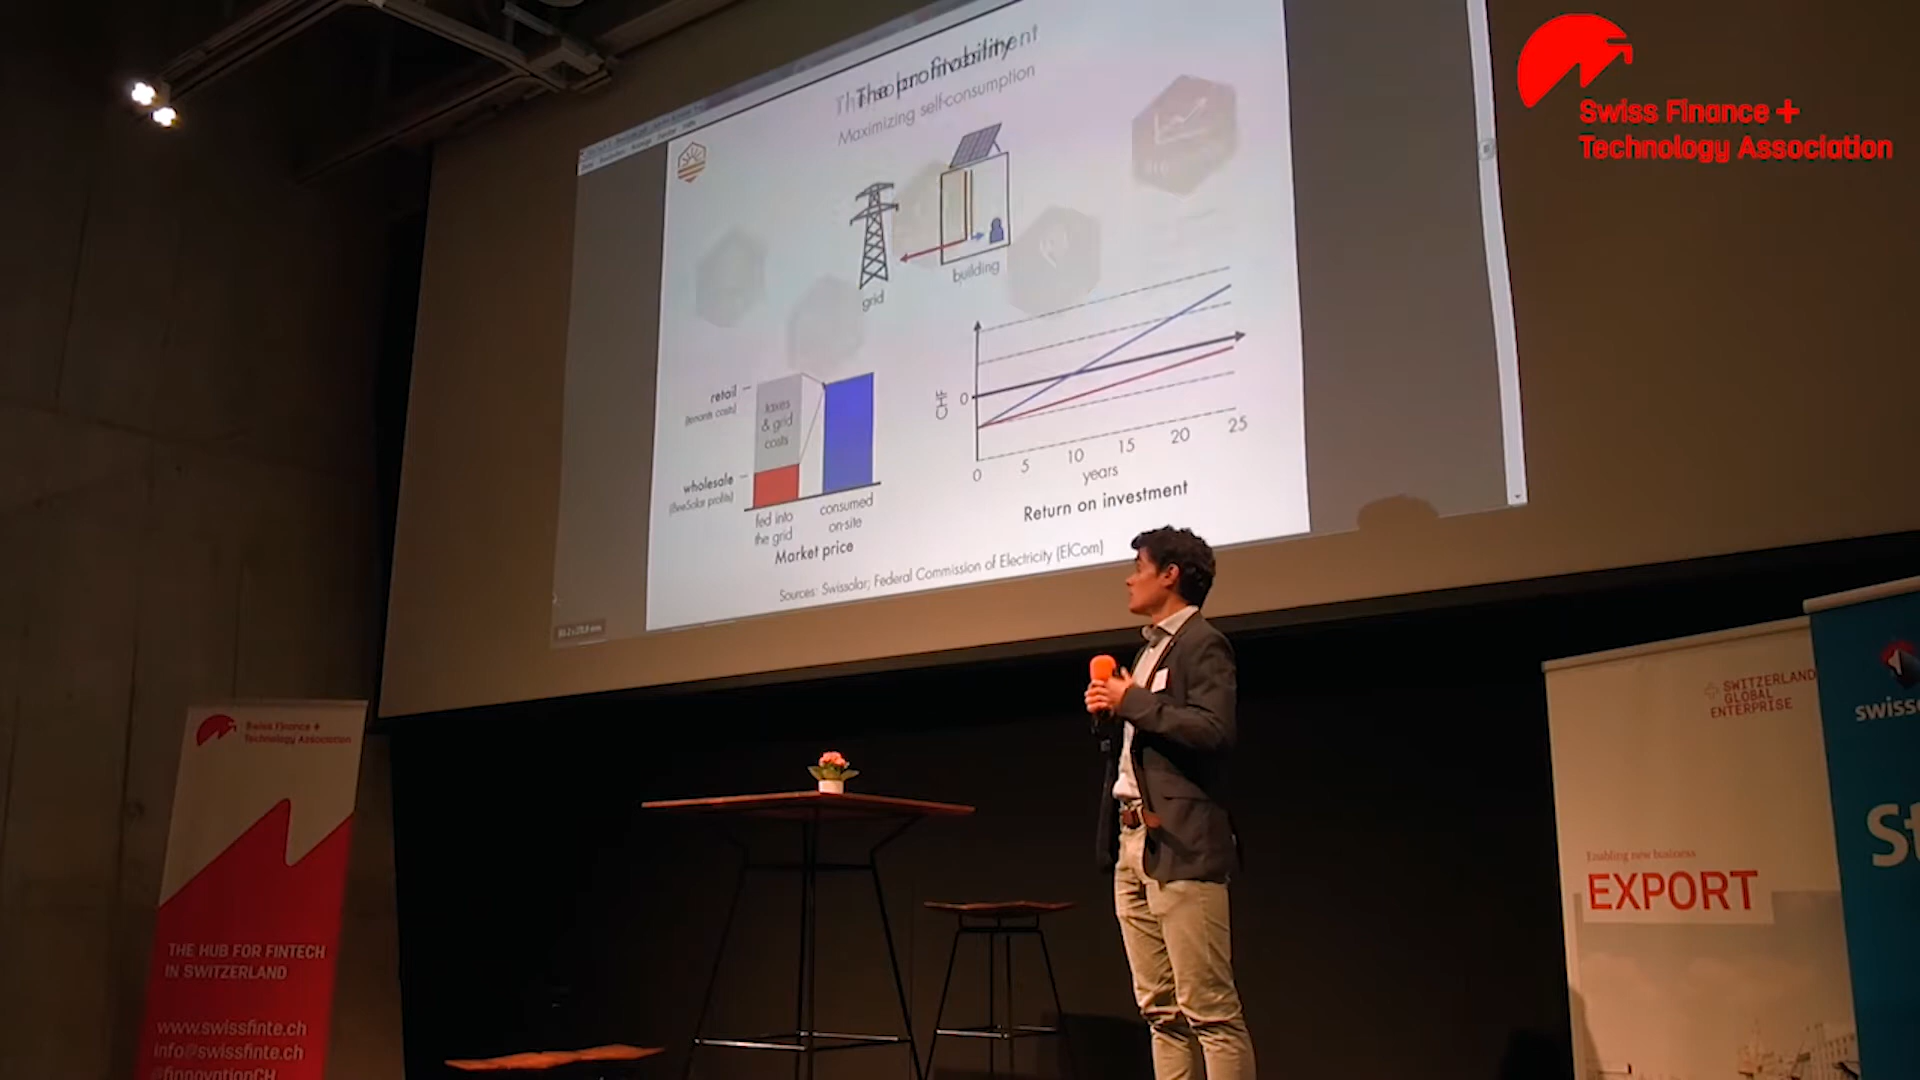 Swiss Finance +
Technology Association
The profitability
Maximizing self-consumption
grid
building
retail
(tenants costs)
taxes
& grid
costs
wholesale
(BeeSolar profits)
fed into
the grid
consumed
on-site
Market price
CHF
0
0 5 10 15 20 25
years
Return on investment
Sources: Swissolar; Federal Commission of Electricity (ElCom)
Swiss Finance +
Technology Association
THE HUB FOR FINTECH
IN SWITZERLAND
www.swissfinte.ch
info@swissfinte.ch
@finnovationCH
SWITZERLAND
GLOBAL
ENTERPRISE
Enabling new business
EXPORT
swissc
St